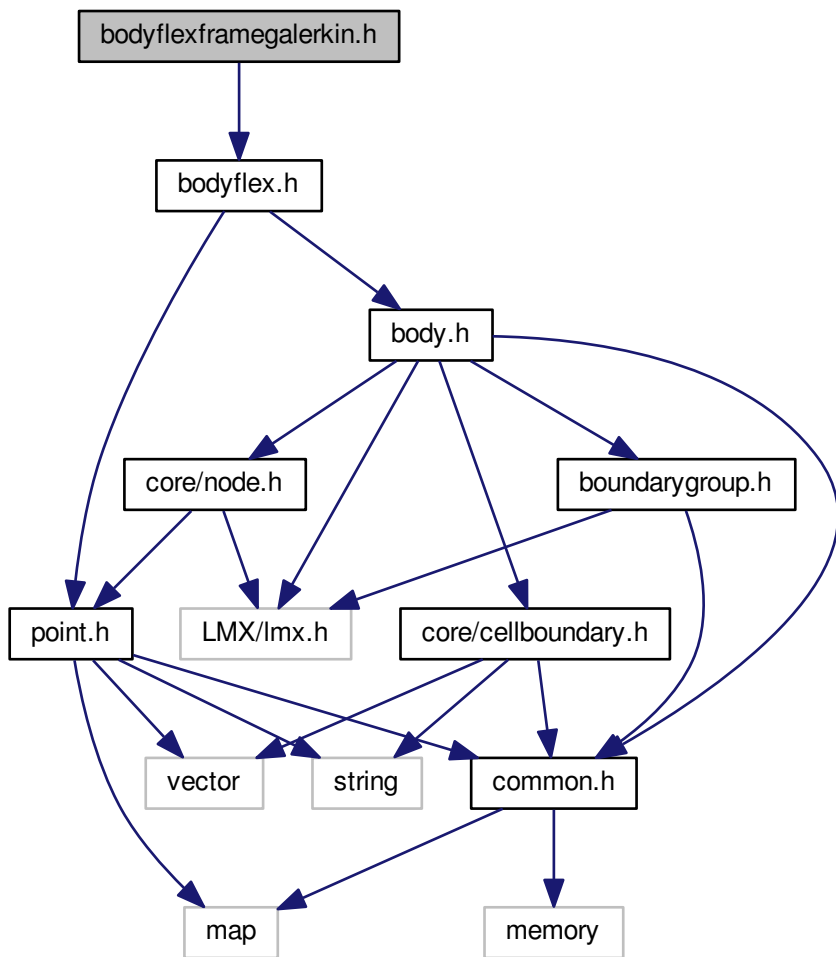 bodyflexframegalerkin.h
bodyflex.h
body.h
core/node.h
boundarygroup.h
point.h
LMX/lmx.h
core/cellboundary.h
vector
string
common.h
map
memory